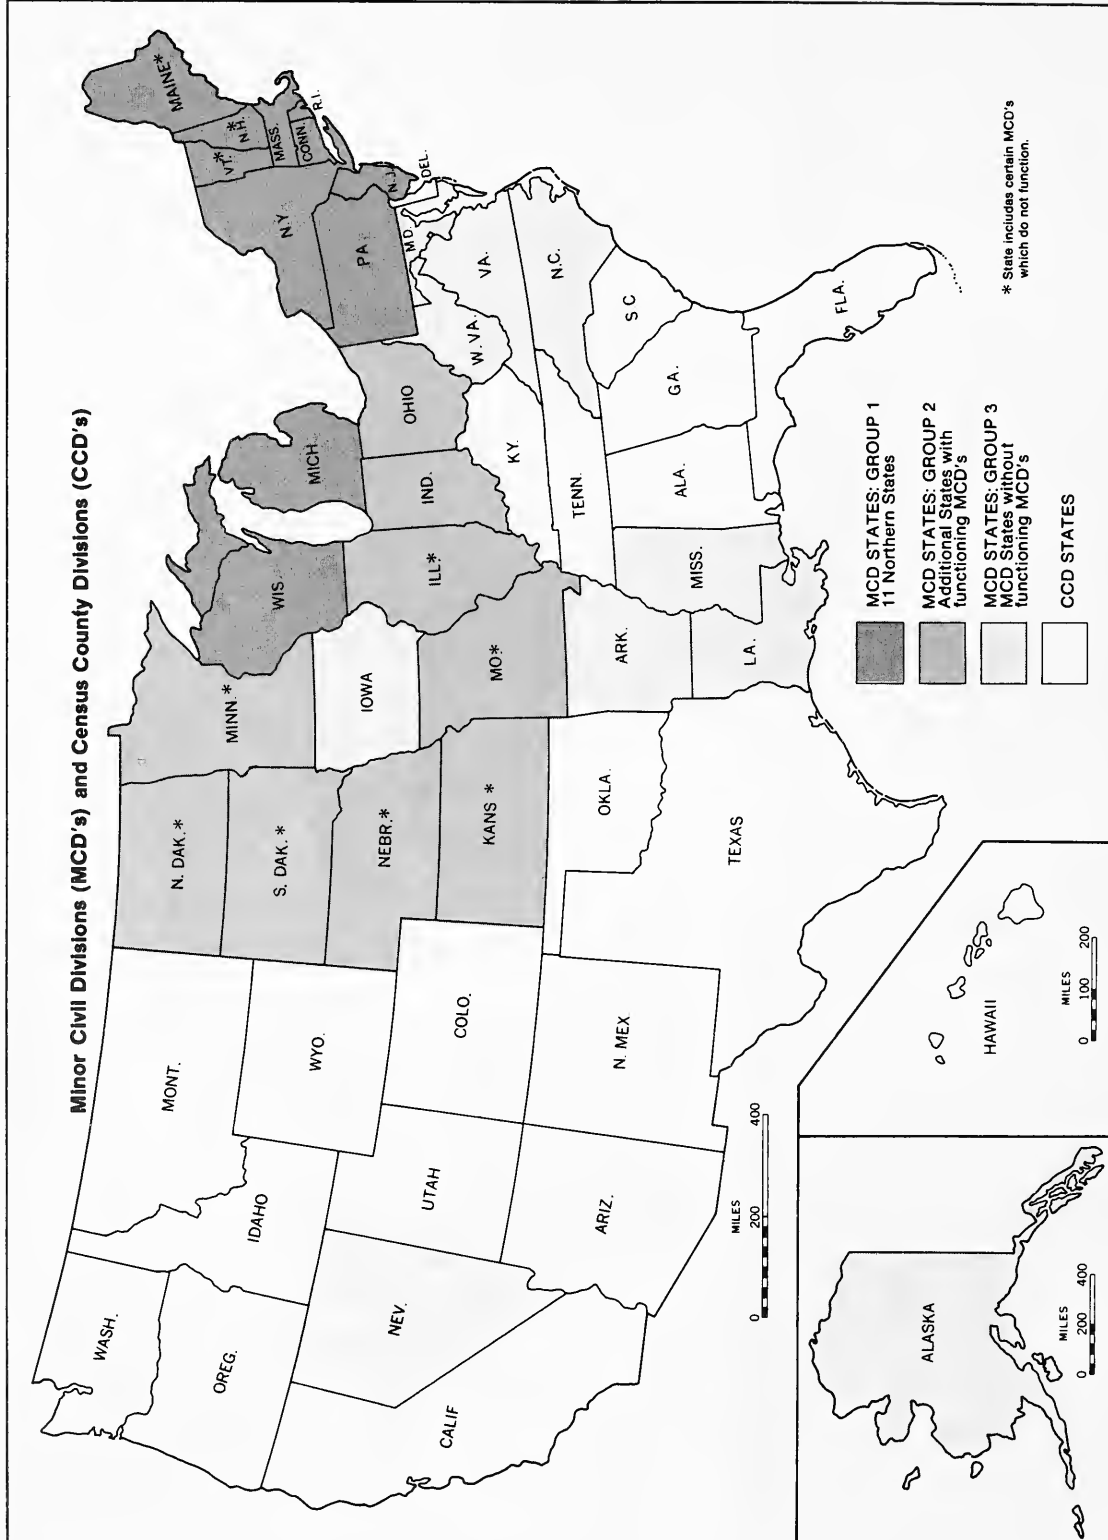 Minor Civil Divisions (MCD's) and Census County Divisions (CCD's)
WASH.
OREG.
CALIF
NEV.
IDAHO
MONT.
WYO.
UTAH
ARIZ.
COLO.
N. MEX
N. DAK.*
S. DAK.*
NEBR.*
KANS *
OKLA.
TEXAS
MINN.*
IOWA
MO.*
ARK.
LA.
WIS.
ILL*
MICH.
IND.
OHIO
KY.
TENN.
MISS.
ALA.
GA.
FLA.
S C
N.C.
VA.
W. VA.
MD.
DEL.
PA
N.J.
N.Y
CONN.
R.I.
MASS.
VT.*
N.H.*
MAINE*
MILES
0 200 400
ALASKA
MILES
0 200 400
HAWAII
MILES
0 100 200
MCD STATES: GROUP 1
11 Northern States
MCD STATES: GROUP 2
Additional States with
functioning MCD's
MCD STATES: GROUP 3
MCD States without
functioning MCD's
CCD STATES
* State includas certain MCD's
which do not function.